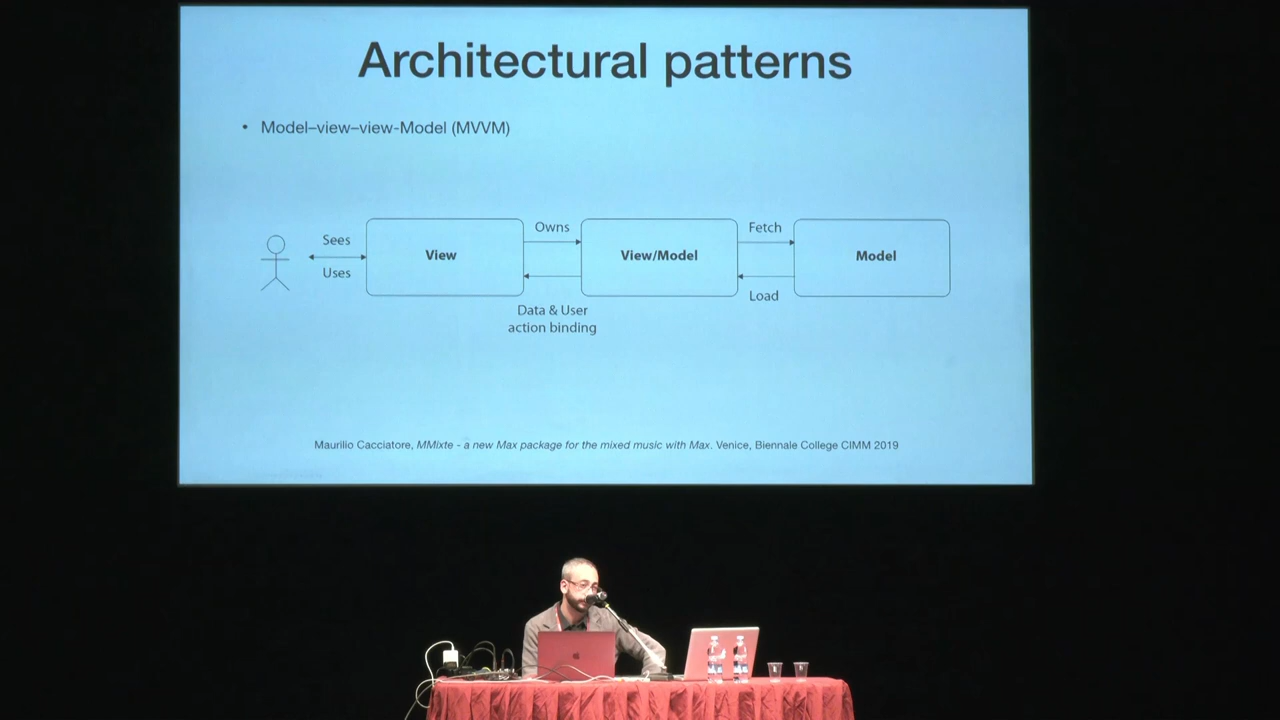 Architectural patterns
• Model–view–view-Model (MVVM)
Sees
Uses
View
Owns
Data & User
action binding
View/Model
Fetch
Load
Model
Maurilio Cacciatore, MMixte - a new Max package for the mixed music with Max. Venice, Biennale College CIMM 2019